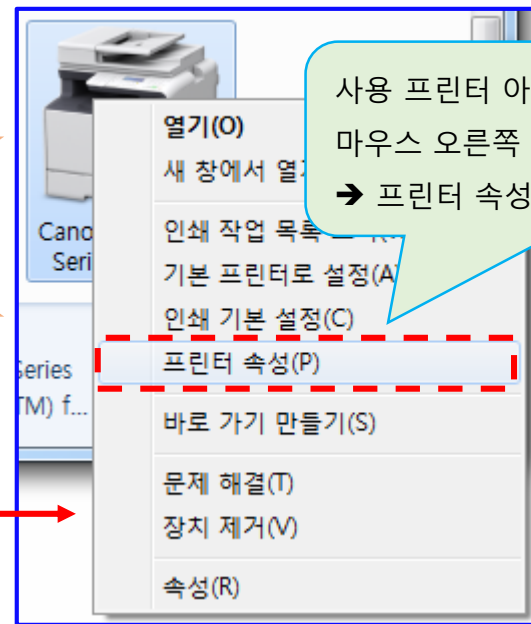 사용 프린터 아
마우스 오른쪽
➔ 프린터 속성
열기(O)
새 창에서 열
Cano
Seri
인쇄 작업 목록
기본 프린터로 설정(A
인쇄 기본 설정(C)
프린터 속성(P)
Series
TM) f...
바로 가기 만들기(S)
문제 해결(T)
장치 제거(V)
속성(R)